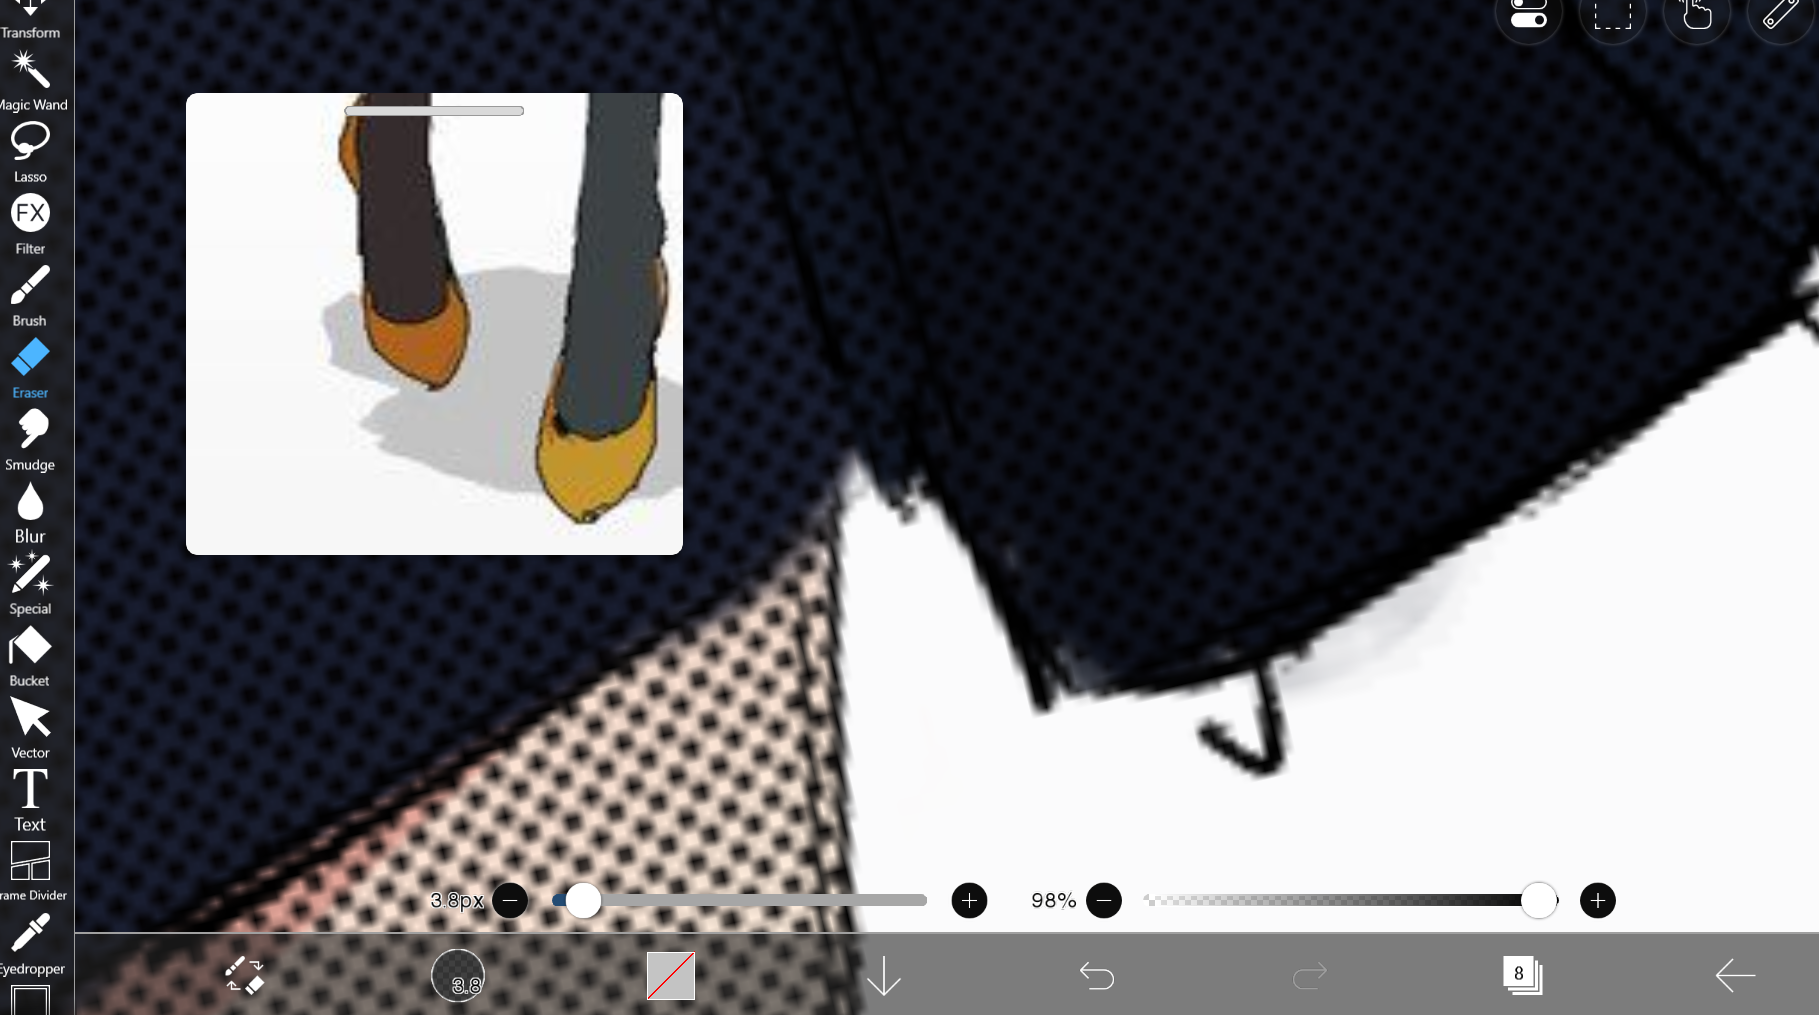 Transform
Magic Wand
Lasso
FX
Filter
Brush
Eraser
Smudge
Blur
Special
Bucket
Vector
T
Text
rame Divider
Eyedropper
3.8px
98%
3.8
8